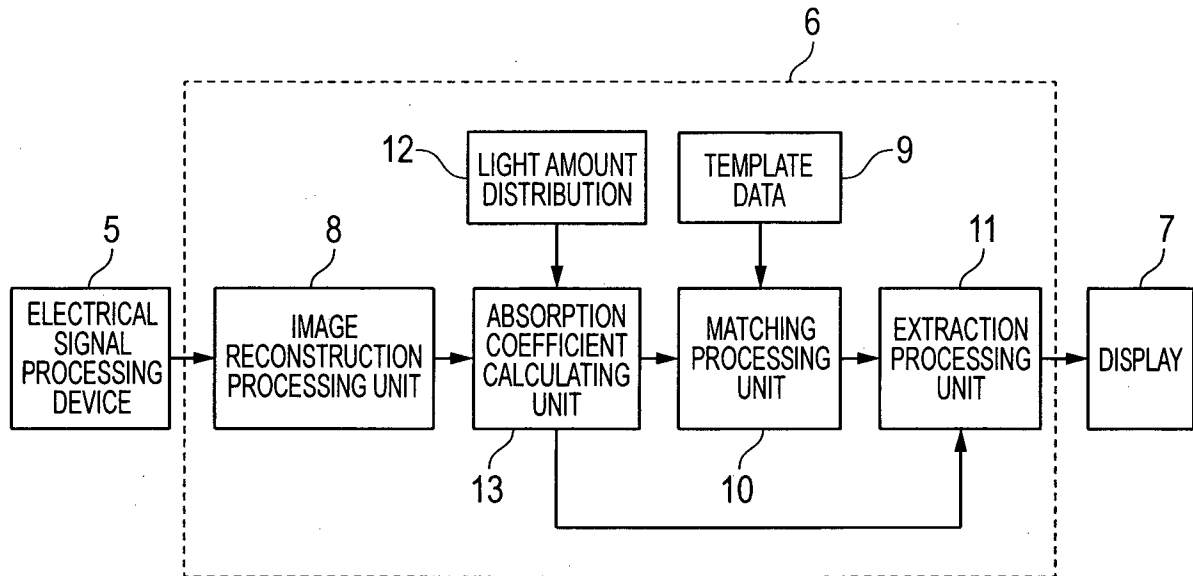 6
12
LIGHT AMOUNT
DISTRIBUTION
TEMPLATE
DATA
9
5
ELECTRICAL
SIGNAL
PROCESSING
DEVICE
8
IMAGE
RECONSTRUCTION
PROCESSING UNIT
ABSORPTION
COEFFICIENT
CALCULATING
UNIT
13
MATCHING
PROCESSING
UNIT
10
11
EXTRACTION
PROCESSING
UNIT
7
DISPLAY